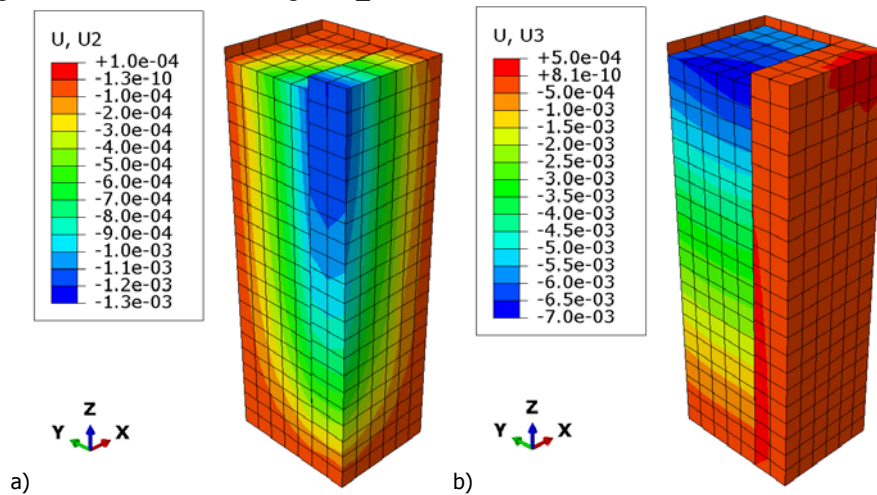 U, U2
+1.0e-04
-1.3e-10
-1.0e-04
-2.0e-04
-3.0e-04
-4.0e-04
-5.0e-04
-6.0e-04
-7.0e-04
-8.0e-04
-9.0e-04
-1.0e-03
-1.1e-03
-1.2e-03
-1.3e-03
Z
Y
X
a)
U, U3
+5.0e-04
+8.1e-10
-5.0e-04
-1.0e-03
-1.5e-03
-2.0e-03
-2.5e-03
-3.0e-03
-3.5e-03
-4.0e-03
-4.5e-03
-5.0e-03
-5.5e-03
-6.0e-03
-6.5e-03
-7.0e-03
Z
Y
X
b)